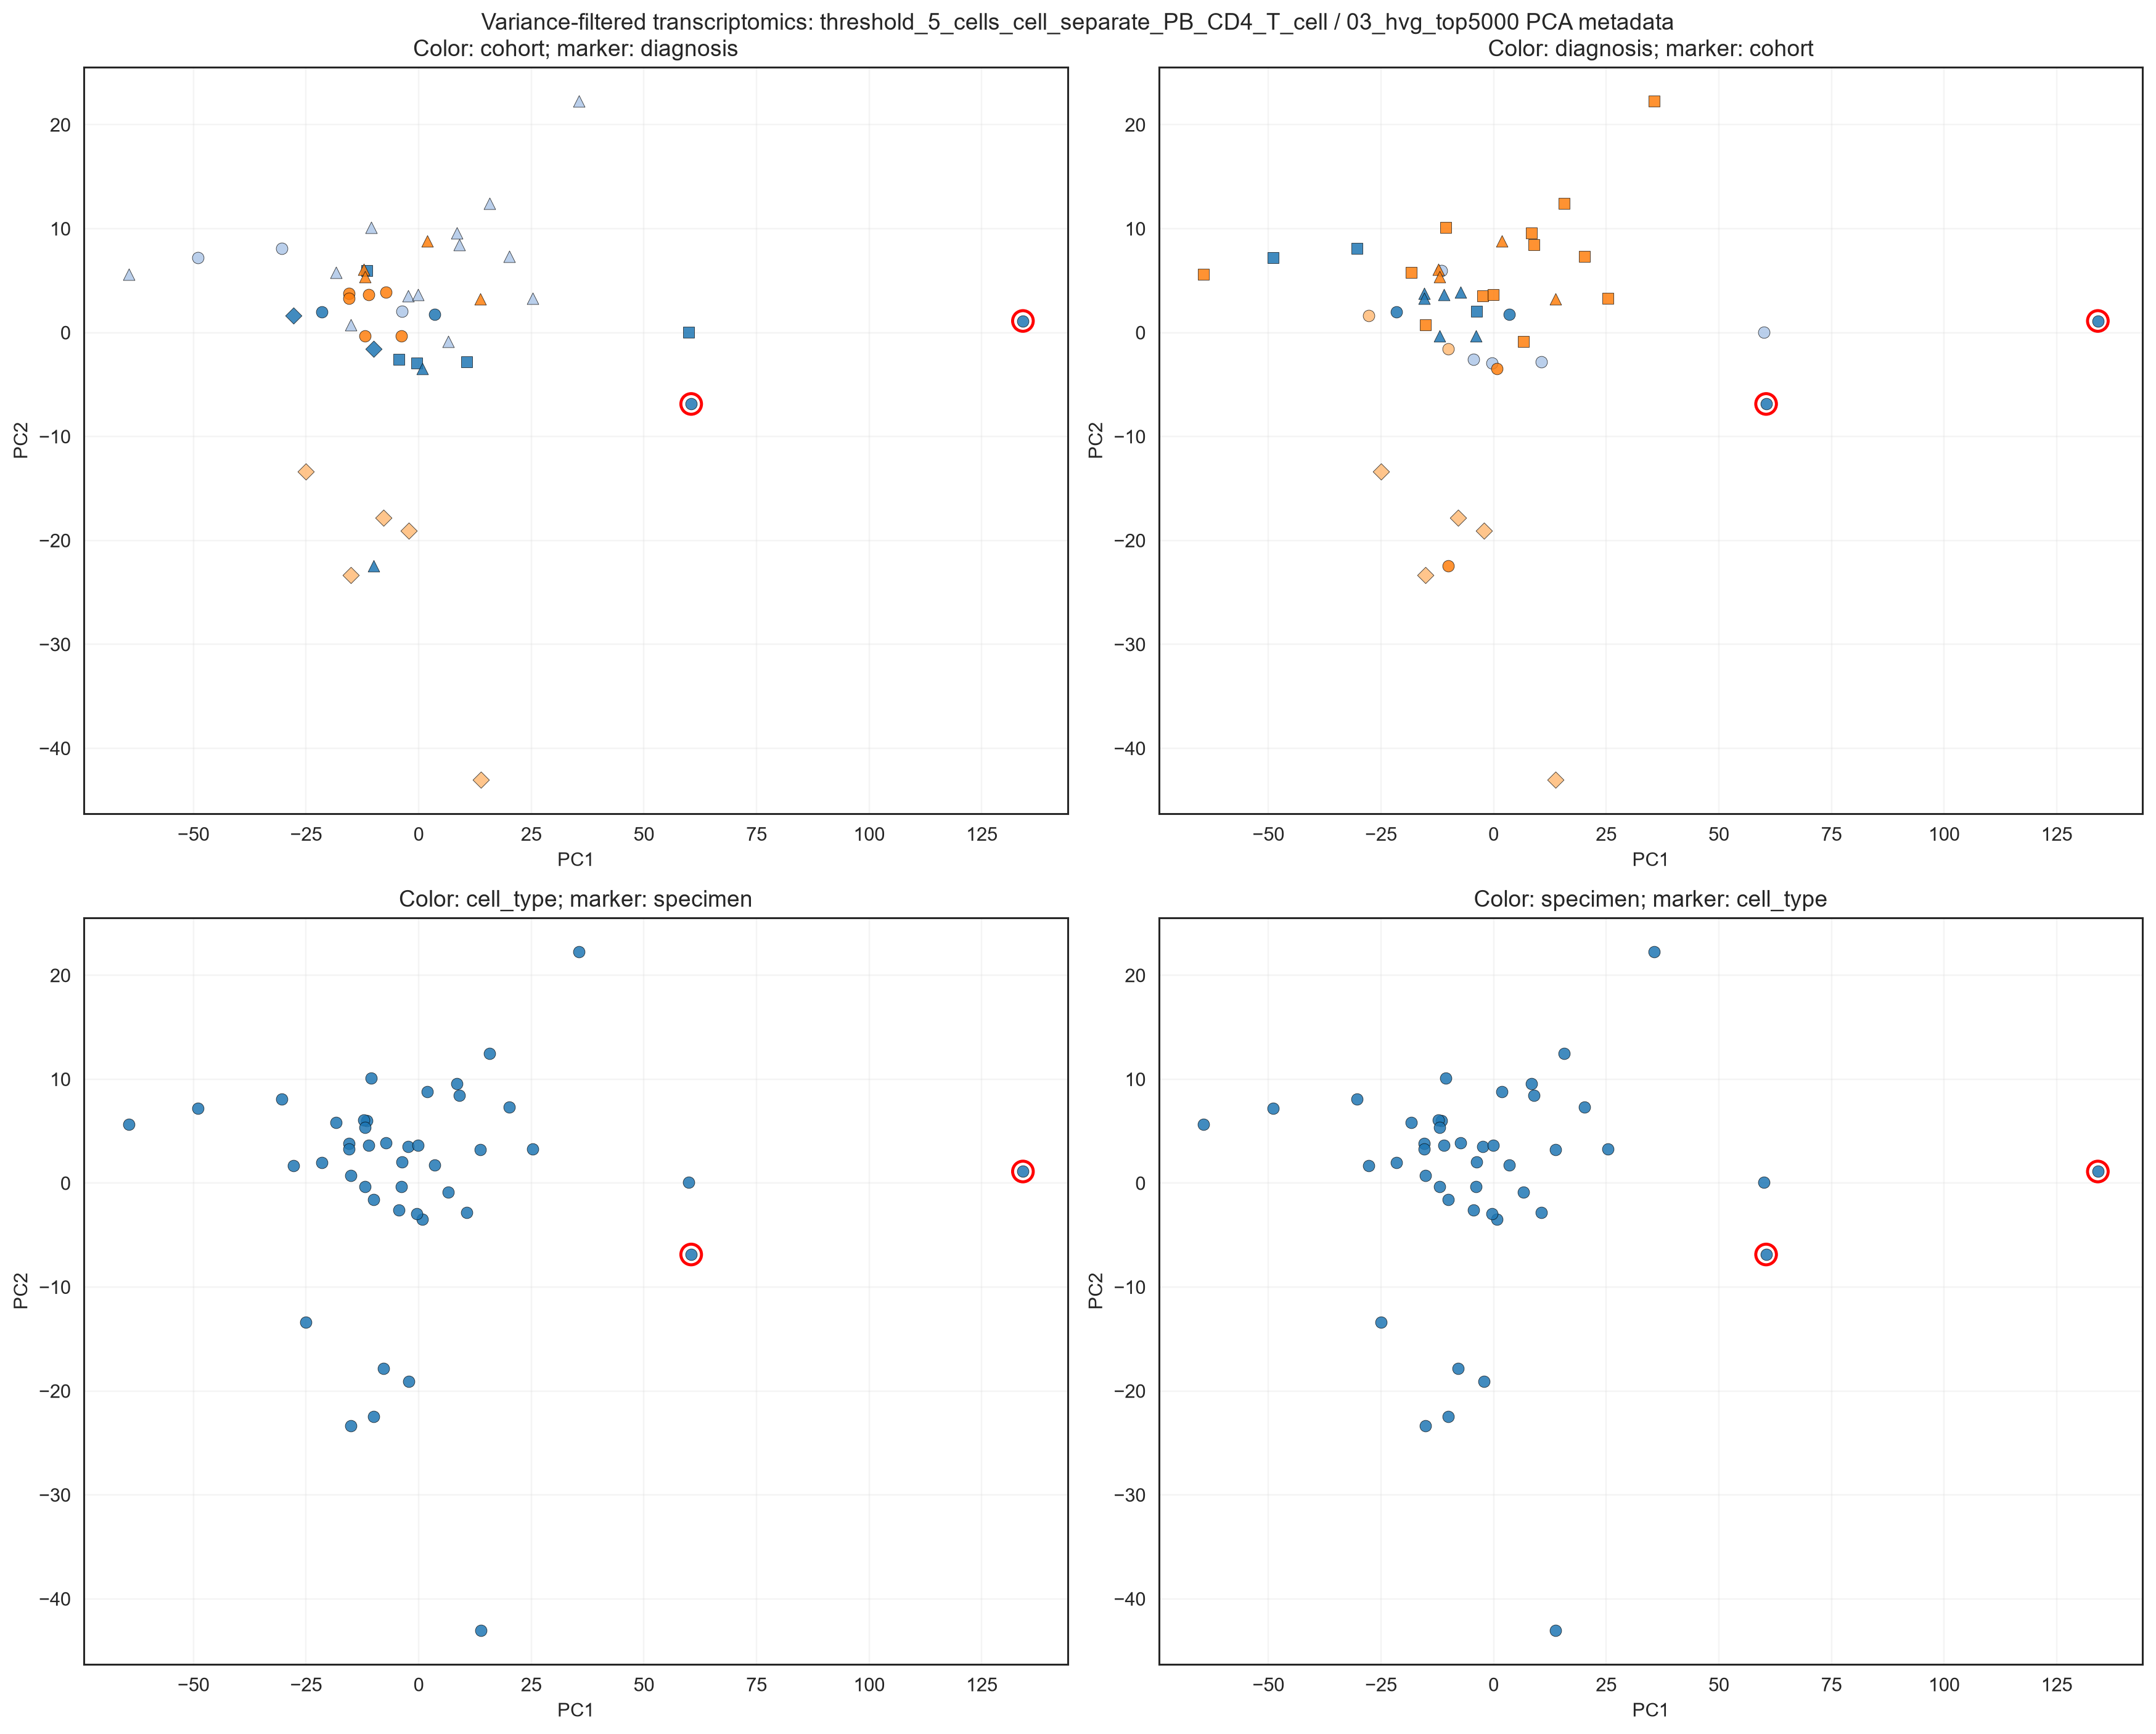 Variance-filtered transcriptomics: threshold_5_cells_cell_separate_PB_CD4_T_cell / 03_hvg_top5000 PCA metadata
Color: cohort; marker: diagnosis
20
10
0
−10
−20
−30
−40
PC2
−50 −25 0 25 50 75 100 125
PC1
Color: diagnosis; marker: cohort
20
10
0
−10
−20
−30
−40
PC2
−50 −25 0 25 50 75 100 125
PC1
Color: cell_type; marker: specimen
20
10
0
−10
−20
−30
−40
PC2
−50 −25 0 25 50 75 100 125
PC1
Color: specimen; marker: cell_type
20
10
0
−10
−20
−30
−40
PC2
−50 −25 0 25 50 75 100 125
PC1